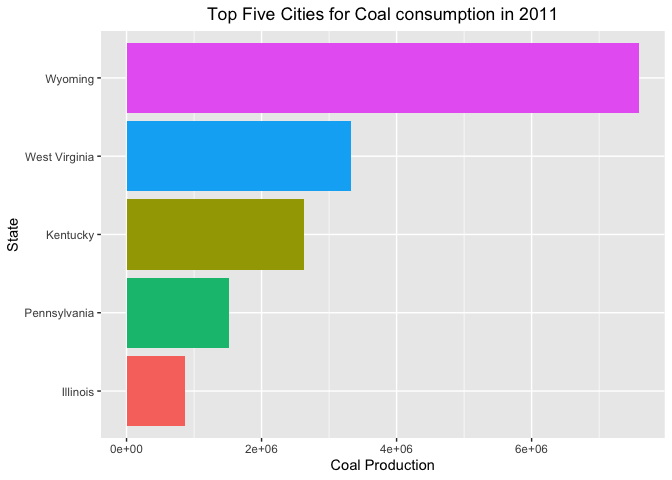 Top Five Cities for Coal consumption in 2011
Wyoming
West Virginia
Kentucky
Pennsylvania
Illinois
State
0e+00 2e+06 4e+06 6e+06
Coal Production